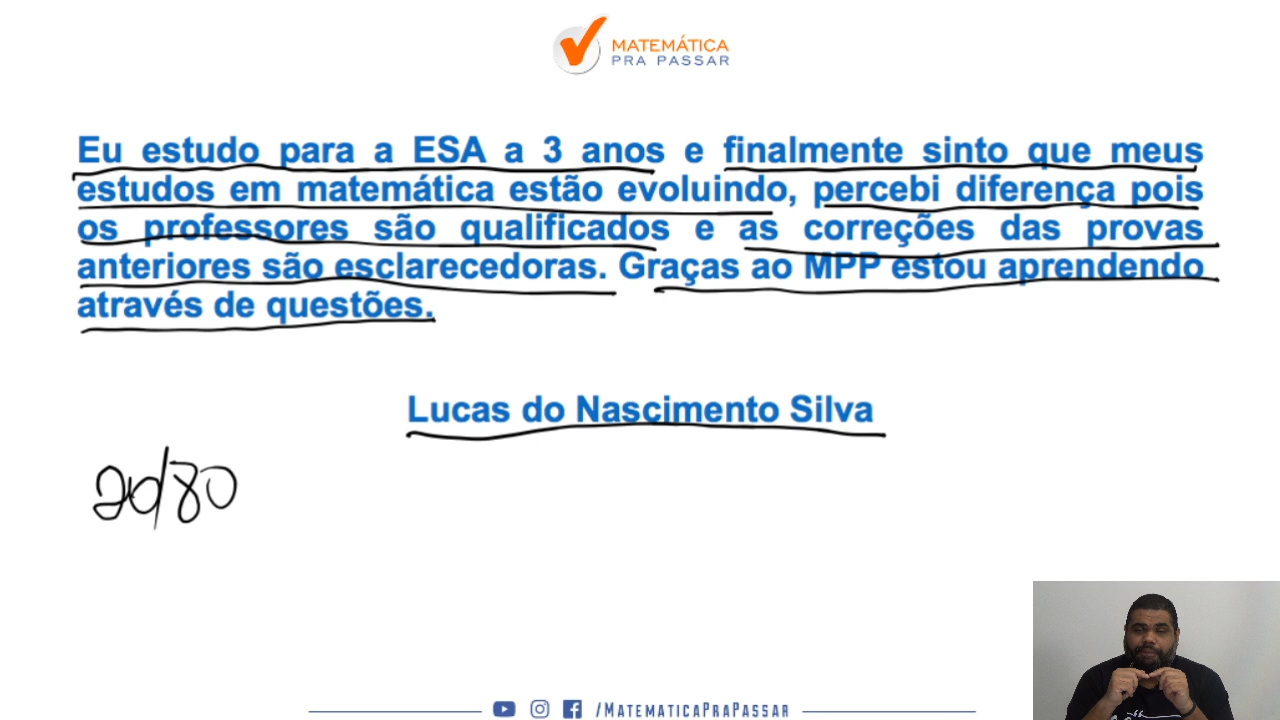 MATEMÁTICA
PRA PASSAR
Eu estudo para a ESA a 3 anos e finalmente sinto que meus
estudos em matemática estão evoluindo, percebi diferença pois
os professores são qualificados e as correções das provas
anteriores são esclarecedoras. Graças ao MPP estou aprendendo
através de questões.
Lucas do Nascimento Silva
20/80
/MATEMATICAPRAPASSAR